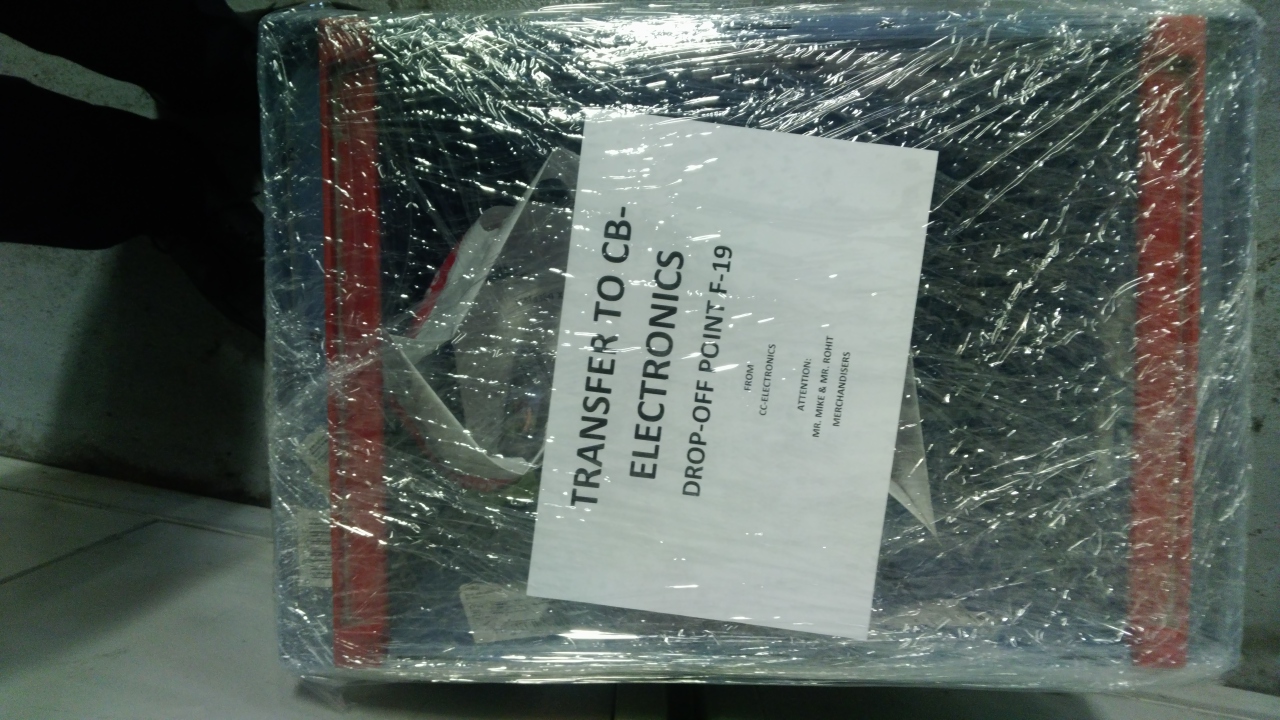 TRANSFER TO CB-
ELECTRONICS
DROP-OFF POINT F-19
FROM
CC-ELECTRONICS
ATTENTION:
MR. MIKE & MR. ROHIT
MERCHANDISERS